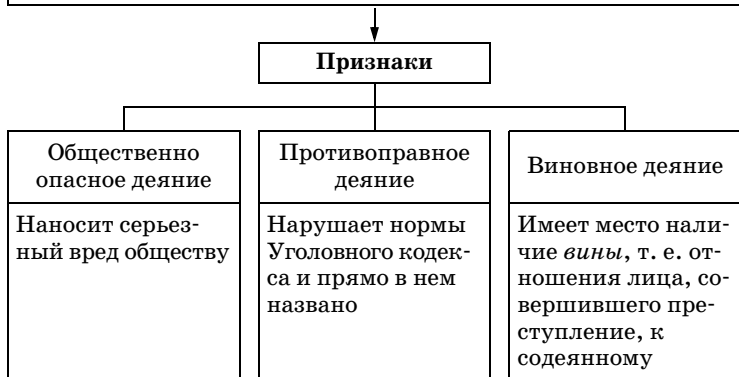 Признаки
Общественно
опасное деяние
Наносит серьез-
ный вред обществу
Противоправное
деяние
Нарушает нормы
Уголовного кодек-
са и прямо в нем
названо
Виновное деяние
Имеет место нали-
чие вины, т. е. от-
ношения лица, со-
вершившего пре-
ступление, к
содеянному